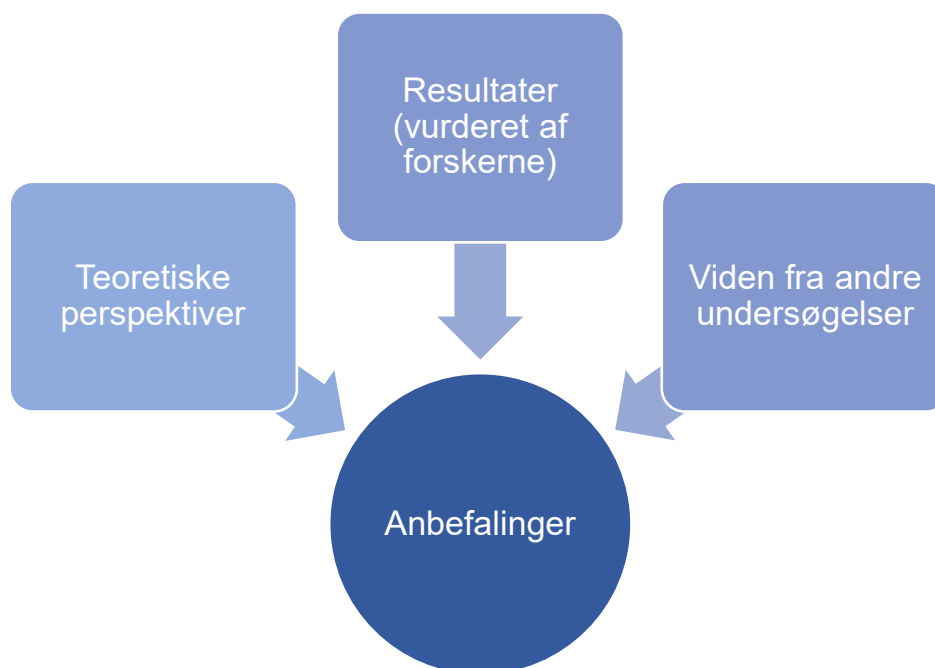 Resultater
(vurderet af
forskerne)
Teoretiske
perspektiver
Viden fra andre
undersøgelser
Anbefalinger